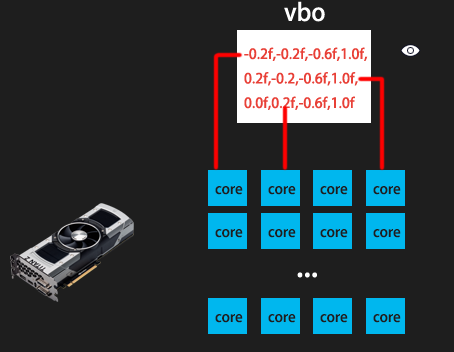 vbo
-0.2f,-0.2f,-0.6f,1.0f,
0.2f,-0.2,-0.6f,1.0f,
0.0f,0.2f,-0.6f,1.0f
core core core core
core core core core
...
core core core core
TITAN Z